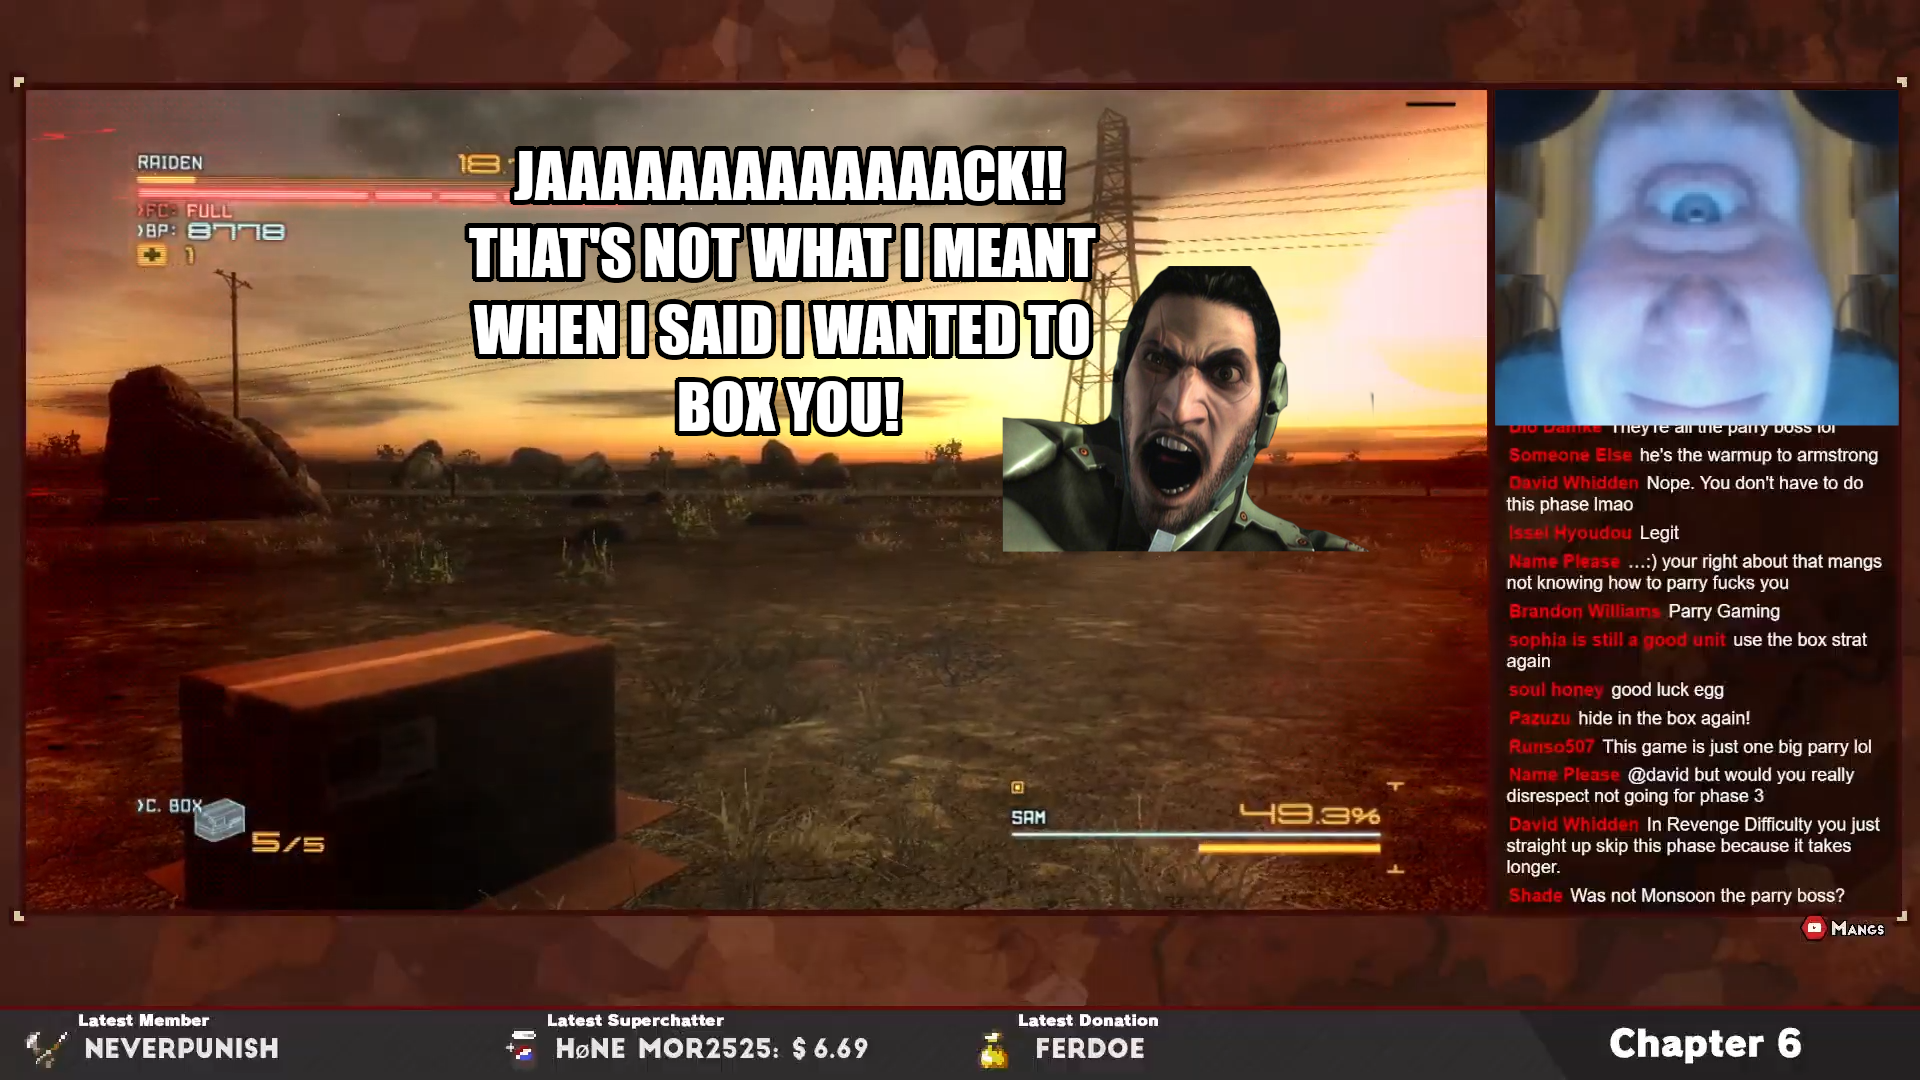 RAIDEN
18.
>FC: FULL
>BP: 8778
1
JAAAAAAAAAAAAACK!!
THAT'S NOT WHAT I MEANT
WHEN I SAID I WANTED TO
BOX YOU!
>C. BOX
5/5
SAM
49.3%
Dio Damke They're all the parry boss lol
Someone Else he's the warmup to armstrong
David Whidden Nope. You don't have to do
this phase lmao
Issei Hyoudou Legit
Name Please …:) your right about that mangs
not knowing how to parry fucks you
Brandon Williams Parry Gaming
sophia is still a good unit use the box strat
again
soul honey good luck egg
Pazuzu hide in the box again!
Runso507 This game is just one big parry lol
Name Please @david but would you really
disrespect not going for phase 3
David Whidden In Revenge Difficulty you just
straight up skip this phase because it takes
longer.
Shade Was not Monsoon the parry boss?
MANGS
Latest Member
NEVERPUNISH
Latest Superchatter
HøNE MOR2525: $6.69
Latest Donation
FERDOE
Chapter 6